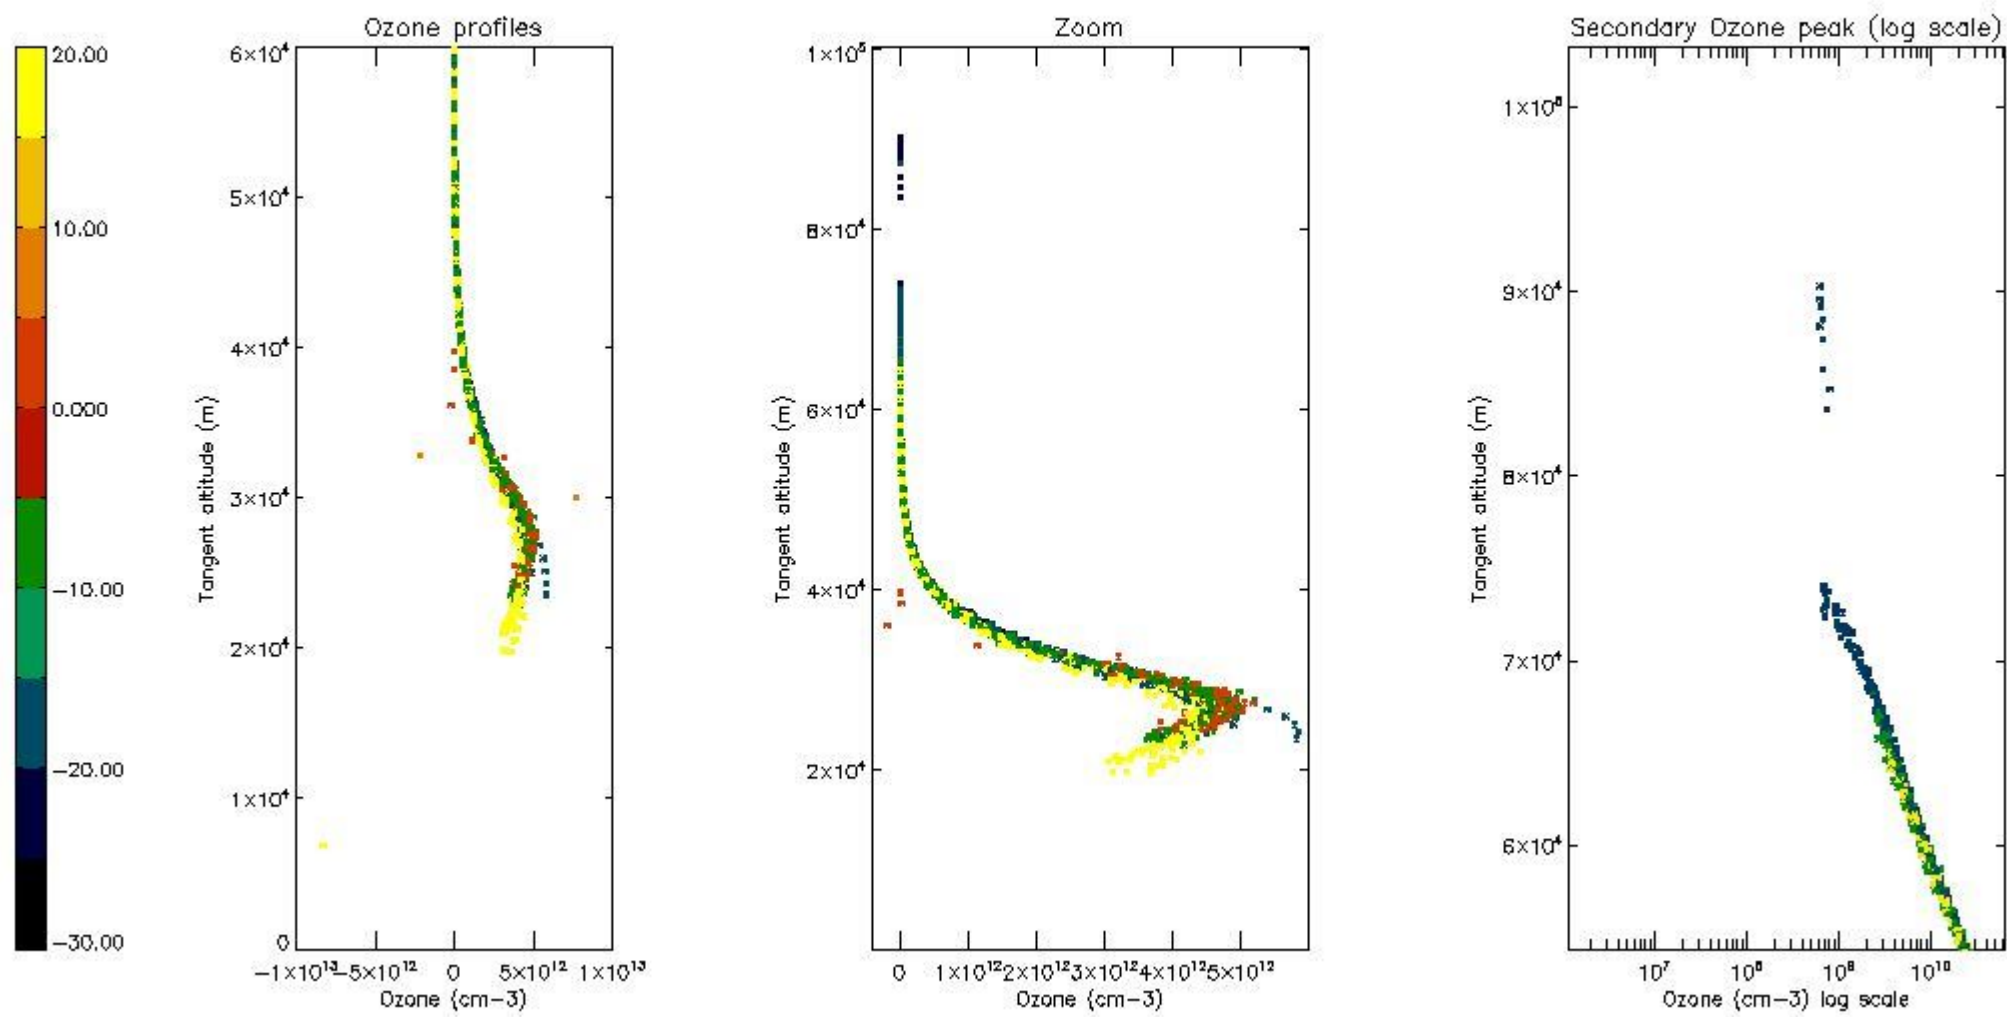 Ozone profiles
Zoom
Secondary Ozone peak (log scale)
20.00
10.00
0.000
−10.00
−20.00
−30.00
Tangent altitude (m)
6×10⁴
5×10⁴
4×10⁴
3×10⁴
2×10⁴
1×10⁴
0
−1×10¹³ −5×10¹² 0 5×10¹² 1×10¹³
Ozone (cm−3)
Tangent altitude (m)
1×10⁵
8×10⁴
6×10⁴
4×10⁴
2×10⁴
0 1×10¹² 2×10¹² 3×10¹² 4×10¹² 5×10¹²
Ozone (cm−3)
Tangent altitude (m)
9×10⁴
8×10⁴
7×10⁴
6×10⁴
10⁷ 10⁸ 10⁹ 10¹⁰
Ozone (cm−3) log scale